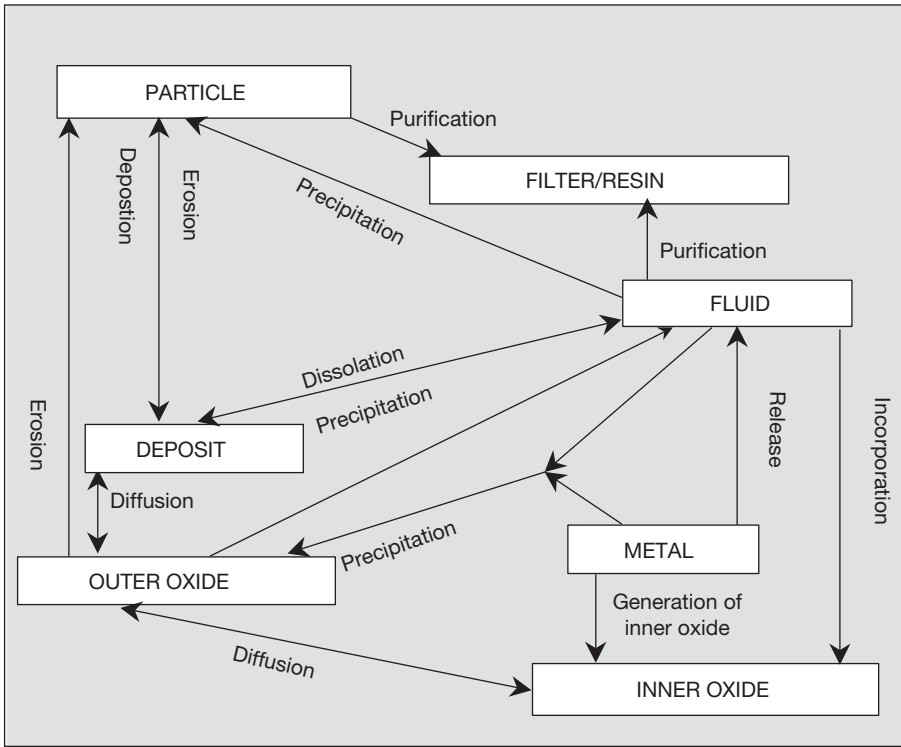 PARTICLE
Purification
FILTER/RESIN
Depostion
Erosion
Precipitation
Purification
FLUID
Dissolation
Precipitation
Erosion
DEPOSIT
Release
Incorporation
Diffusion
Precipitation
METAL
OUTER OXIDE
Generation of
inner oxide
Diffusion
INNER OXIDE